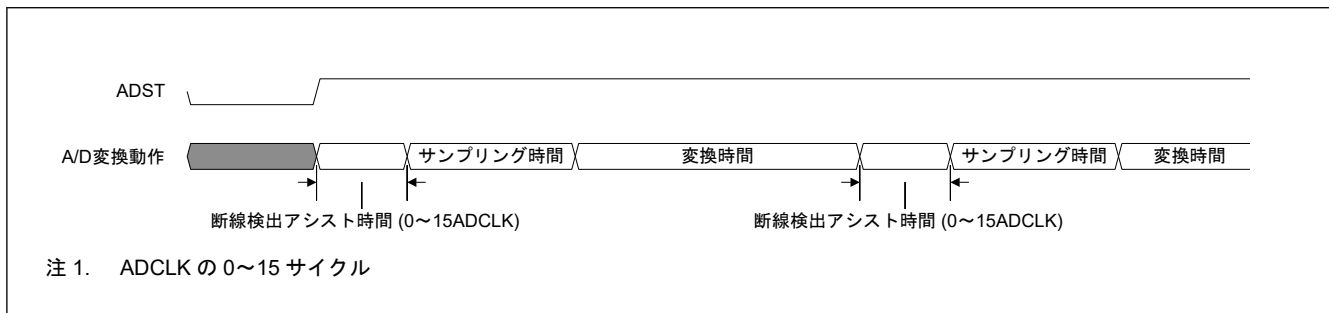 ADST
A/D変換動作
サンプリング時間
変換時間
サンプリング時間
変換時間
断線検出アシスト時間 (0～15ADCLK)
断線検出アシスト時間 (0～15ADCLK)
注 1. ADCLK の 0～15 サイクル